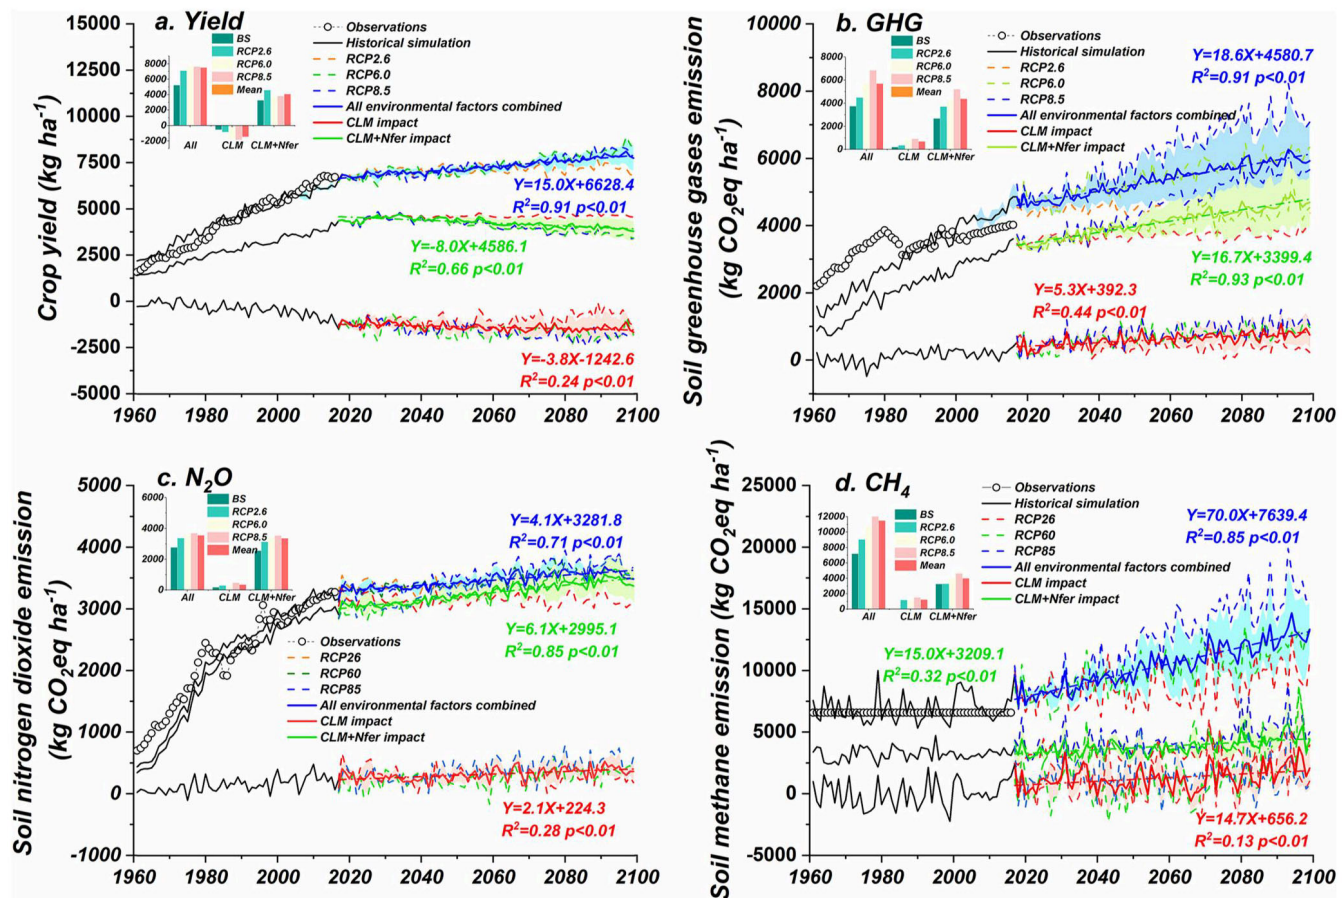 a. Yield
Crop yield (kg ha⁻¹)
15000
12500
10000
7500
5000
2500
0
-2500
-5000
1960
1980
2000
2020
2040
2060
2080
2100
8000
6000
4000
2000
0
-2000
All
CLM
CLM+Nfer
BS
RCP2.6
RCP6.0
RCP8.5
Mean
Observations
Historical simulation
RCP2.6
RCP6.0
RCP8.5
All environmental factors combined
CLM impact
CLM+Nfer impact
Y=15.0X+6628.4
R²=0.91 p<0.01
Y=-8.0X+4586.1
R²=0.66 p<0.01
Y=-3.8X-1242.6
R²=0.24 p<0.01
b. GHG
Soil greenhouse gases emission
(kg CO₂eq ha⁻¹)
10000
8000
6000
4000
2000
0
1960
1980
2000
2020
2040
2060
2080
2100
8000
6000
4000
2000
0
All
CLM
CLM+Nfer
BS
RCP2.6
RCP6.0
RCP8.5
Mean
Observations
Historical simulation
RCP2.6
RCP6.0
RCP8.5
All environmental factors combined
CLM impact
CLM+Nfer impact
Y=18.6X+4580.7
R²=0.91 p<0.01
Y=16.7X+3399.4
R²=0.93 p<0.01
Y=5.3X+392.3
R²=0.44 p<0.01
c. N₂O
Soil nitrogen dioxide emission
(kg CO₂eq ha⁻¹)
5000
4000
3000
2000
1000
0
-1000
1960
1980
2000
2020
2040
2060
2080
2100
6000
4000
2000
0
All
CLM
CLM+Nfer
BS
RCP2.6
RCP6.0
RCP8.5
Mean
Observations
RCP26
RCP60
RCP85
All environmental factors combined
CLM impact
CLM+Nfer impact
Y=4.1X+3281.8
R²=0.71 p<0.01
Y=6.1X+2995.1
R²=0.85 p<0.01
Y=2.1X+224.3
R²=0.28 p<0.01
d. CH₄
Soil methane emission (kg CO₂eq ha⁻¹)
25000
20000
15000
10000
5000
0
-5000
1960
1980
2000
2020
2040
2060
2080
2100
12000
10000
8000
6000
4000
2000
0
All
CLM
CLM+Nfer
BS
RCP2.6
RCP6.0
RCP8.5
Mean
Observations
Historical simulation
RCP26
RCP60
RCP85
All environmental factors combined
CLM impact
CLM+Nfer impact
Y=70.0X+7639.4
R²=0.85 p<0.01
Y=15.0X+3209.1
R²=0.32 p<0.01
Y=14.7X+656.2
R²=0.13 p<0.01